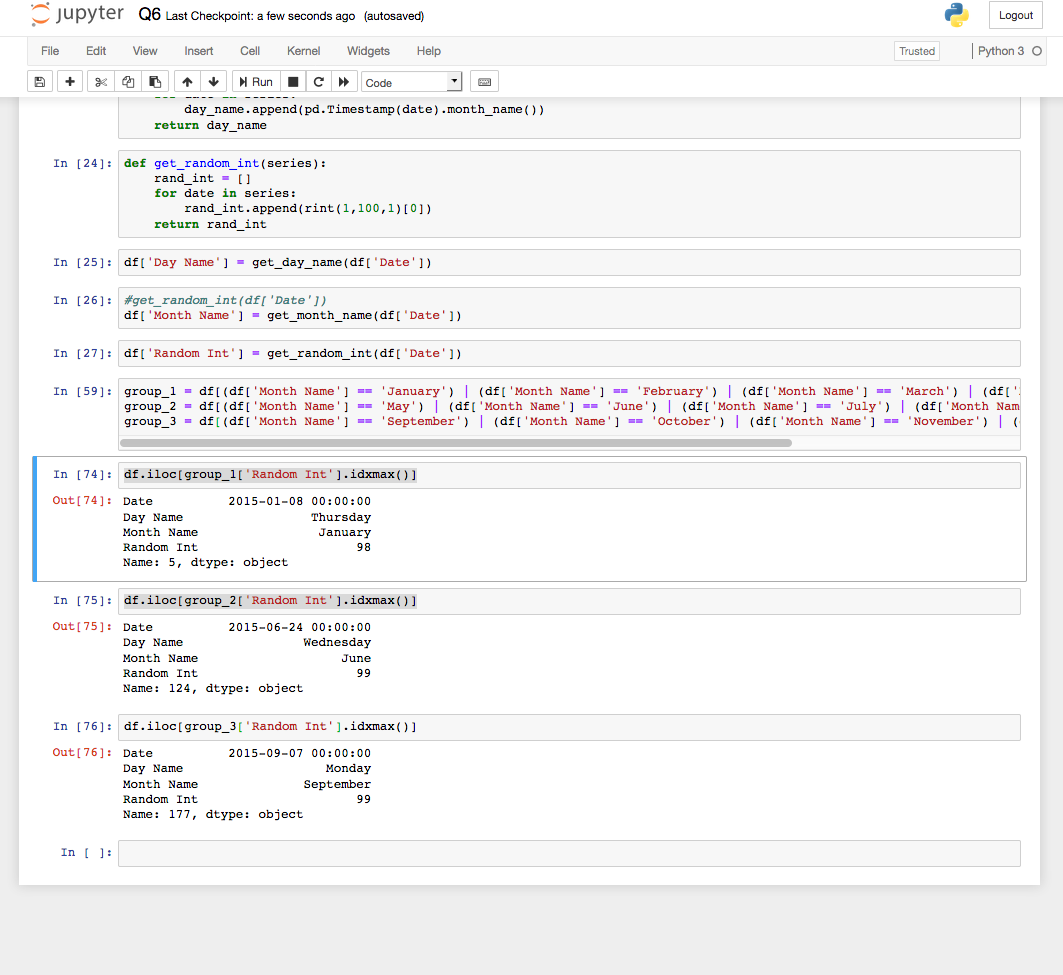 jupyter Q6 Last Checkpoint: a few seconds ago (autosaved)
Logout
File Edit View Insert Cell Kernel Widgets Help
Trusted Python 3
Run Code
day_name.append(pd.Timestamp(date).month_name())
return day_name
In [24]: def get_random_int(series):
rand_int = []
for date in series:
rand_int.append(rint(1,100,1)[0])
return rand_int
In [25]: df['Day Name'] = get_day_name(df['Date'])
In [26]: #get_random_int(df['Date'])
df['Month Name'] = get_month_name(df['Date'])
In [27]: df['Random Int'] = get_random_int(df['Date'])
In [59]: group_1 = df[(df['Month Name'] == 'January') | (df['Month Name'] == 'February') | (df['Month Name'] == 'March') | (df['
group_2 = df[(df['Month Name'] == 'May') | (df['Month Name'] == 'June') | (df['Month Name'] == 'July') | (df['Month Nam
group_3 = df[(df['Month Name'] == 'September') | (df['Month Name'] == 'October') | (df['Month Name'] == 'November') | (
In [74]: df.iloc[group_1['Random Int'].idxmax()]
Out[74]: Date 2015-01-08 00:00:00
Day Name Thursday
Month Name January
Random Int 98
Name: 5, dtype: object
In [75]: df.iloc[group_2['Random Int'].idxmax()]
Out[75]: Date 2015-06-24 00:00:00
Day Name Wednesday
Month Name June
Random Int 99
Name: 124, dtype: object
In [76]: df.iloc[group_3['Random Int'].idxmax()]
Out[76]: Date 2015-09-07 00:00:00
Day Name Monday
Month Name September
Random Int 99
Name: 177, dtype: object
In [ ]: